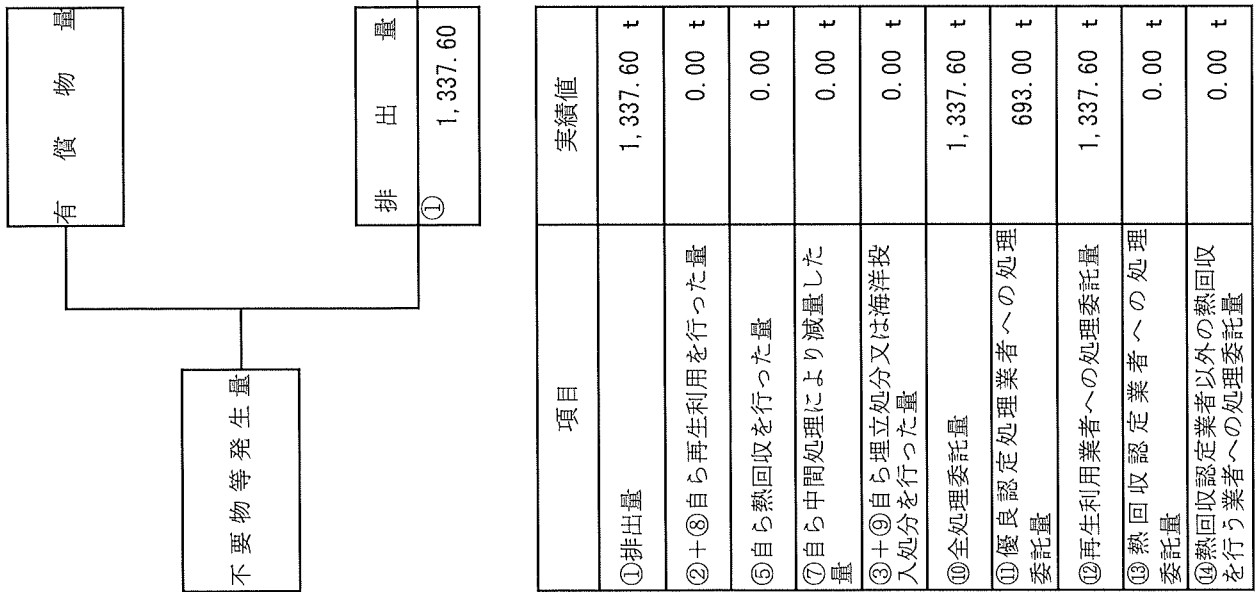 不要物等発生量
有償物量
排出量
① 1,337.60
項目 実績値
①排出量 1,337.60 t
②+⑧自ら再生利用を行った量 0.00 t
⑤自ら熱回収を行った量 0.00 t
⑦自ら中間処理により減量した
量 0.00 t
③+⑨自ら埋立処分又は海洋投
入処分を行った量 0.00 t
⑩全処理委託量 1,337.60 t
⑪優良認定処理業者への処理
委託量 693.00 t
⑫再生利用業者への処理委託量 1,337.60 t
⑬熱回収認定業者への処理
委託量 0.00 t
⑭熱回収認定業者以外の熱回収
を行う業者への処理委託量 0.00 t